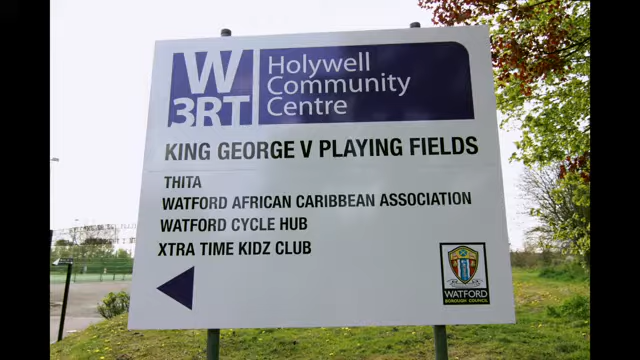 W
3RT
Holywell
Community
Centre
KING GEORGE V PLAYING FIELDS
THITA
WATFORD AFRICAN CARIBBEAN ASSOCIATION
WATFORD CYCLE HUB
XTRA TIME KIDZ CLUB
WATFORD
BOROUGH COUNCIL